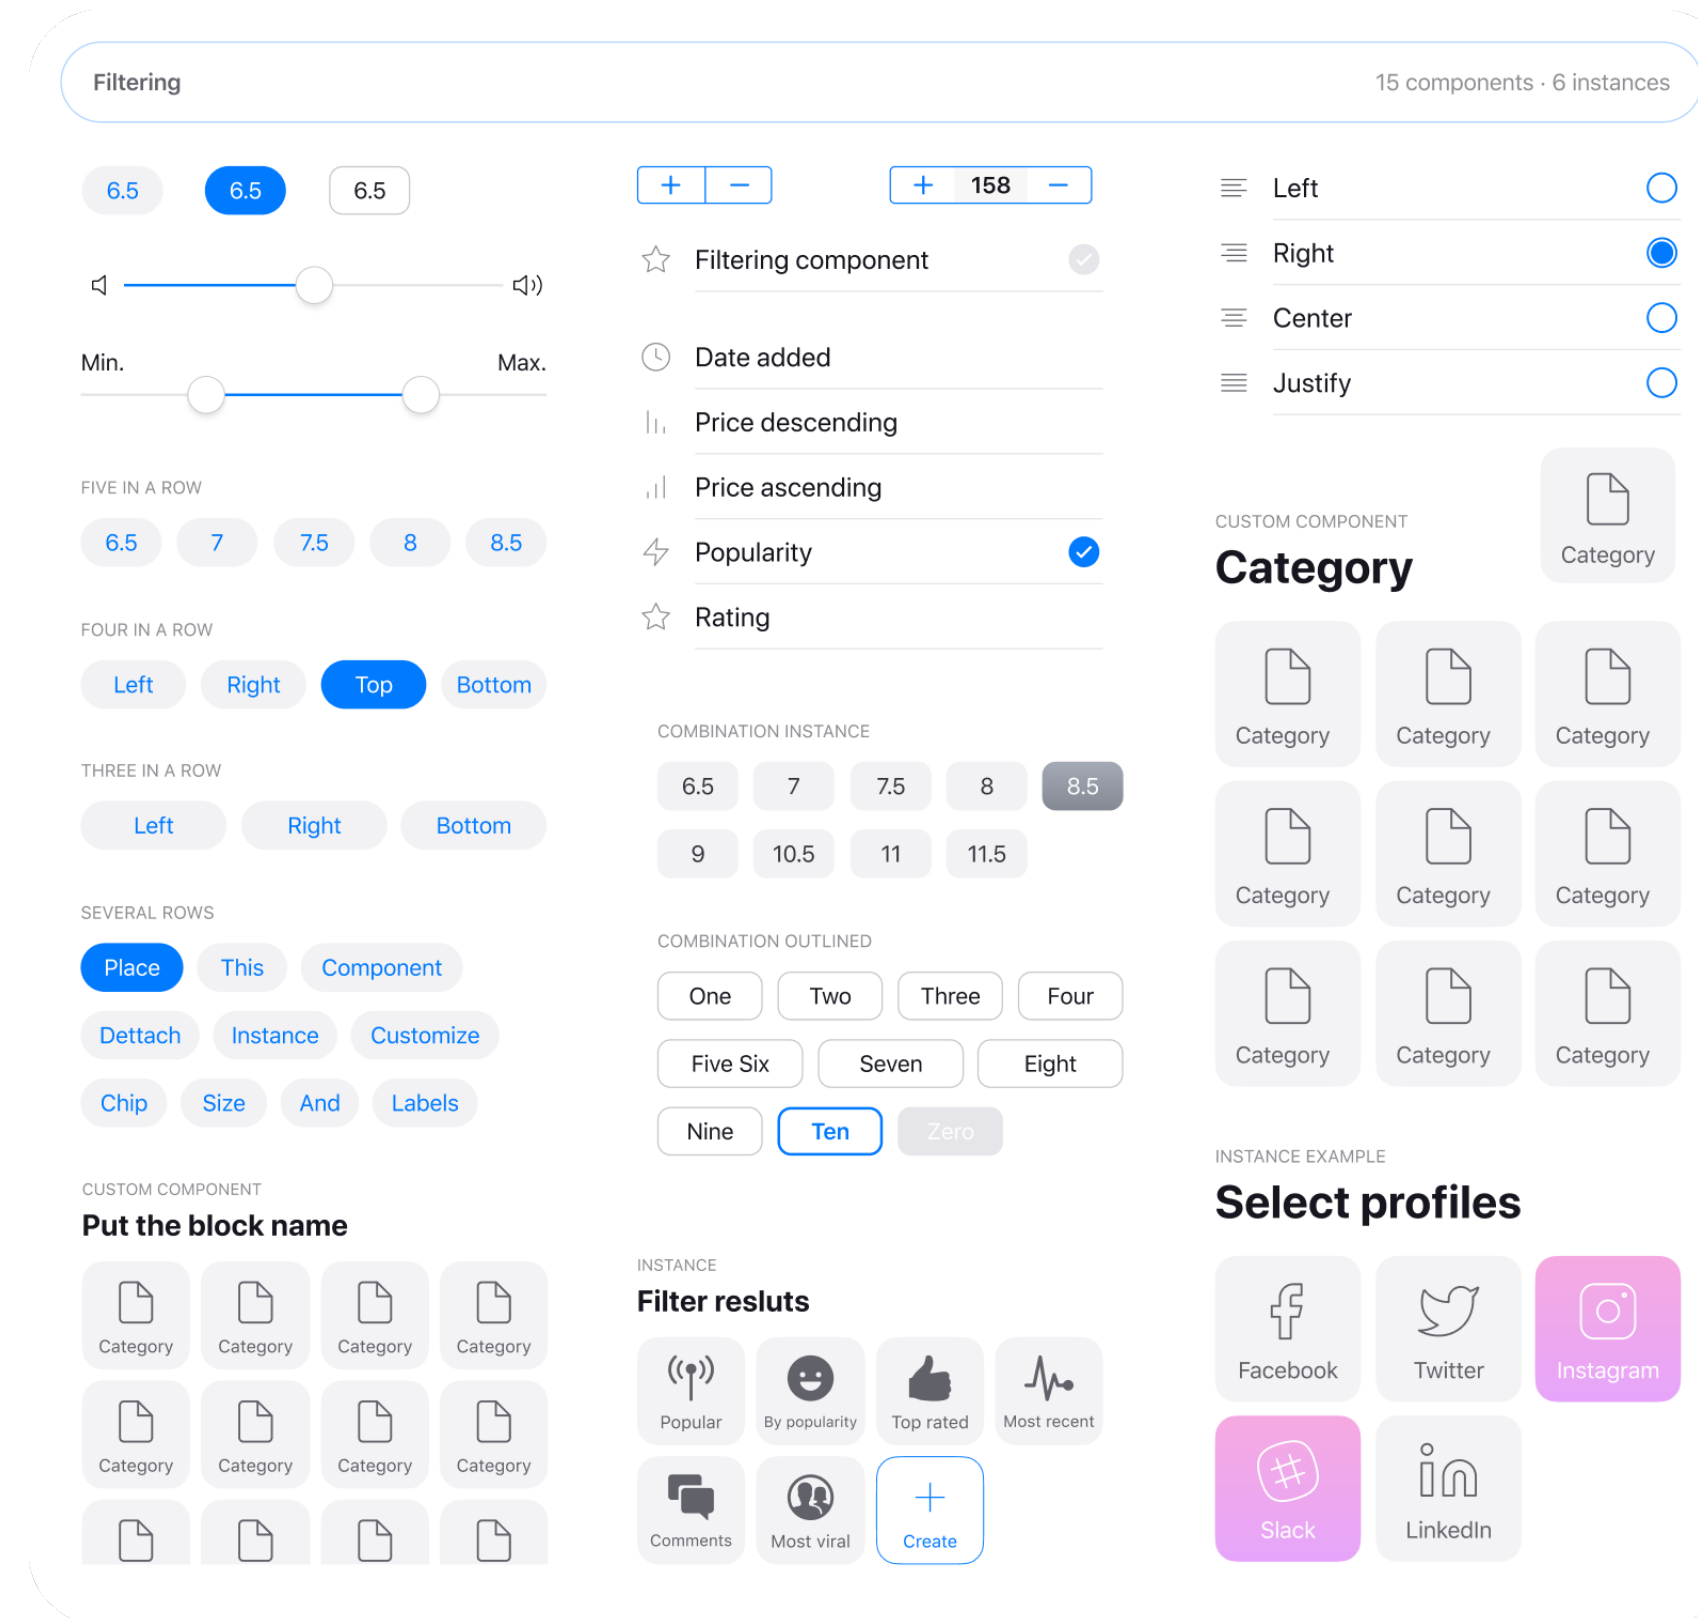 Filtering
15 components · 6 instances
6.5
6.5
6.5
Min.
Max.
FIVE IN A ROW
6.5
7
7.5
8
8.5
FOUR IN A ROW
Left
Right
Top
Bottom
THREE IN A ROW
Left
Right
Bottom
SEVERAL ROWS
Place
This
Component
Dettach
Instance
Customize
Chip
Size
And
Labels
CUSTOM COMPONENT
Put the block name
Category
Category
Category
Category
Category
Category
Category
Category
+
−
+
158
−
Filtering component
Date added
Price descending
Price ascending
Popularity
Rating
COMBINATION INSTANCE
6.5
7
7.5
8
8.5
9
10.5
11
11.5
COMBINATION OUTLINED
One
Two
Three
Four
Five Six
Seven
Eight
Nine
Ten
Zero
INSTANCE
Filter resluts
Popular
By popularity
Top rated
Most recent
Comments
Most viral
Create
Left
Right
Center
Justify
CUSTOM COMPONENT
Category
Category
Category
Category
Category
Category
Category
Category
Category
Category
Category
INSTANCE EXAMPLE
Select profiles
Facebook
Twitter
Instagram
Slack
LinkedIn